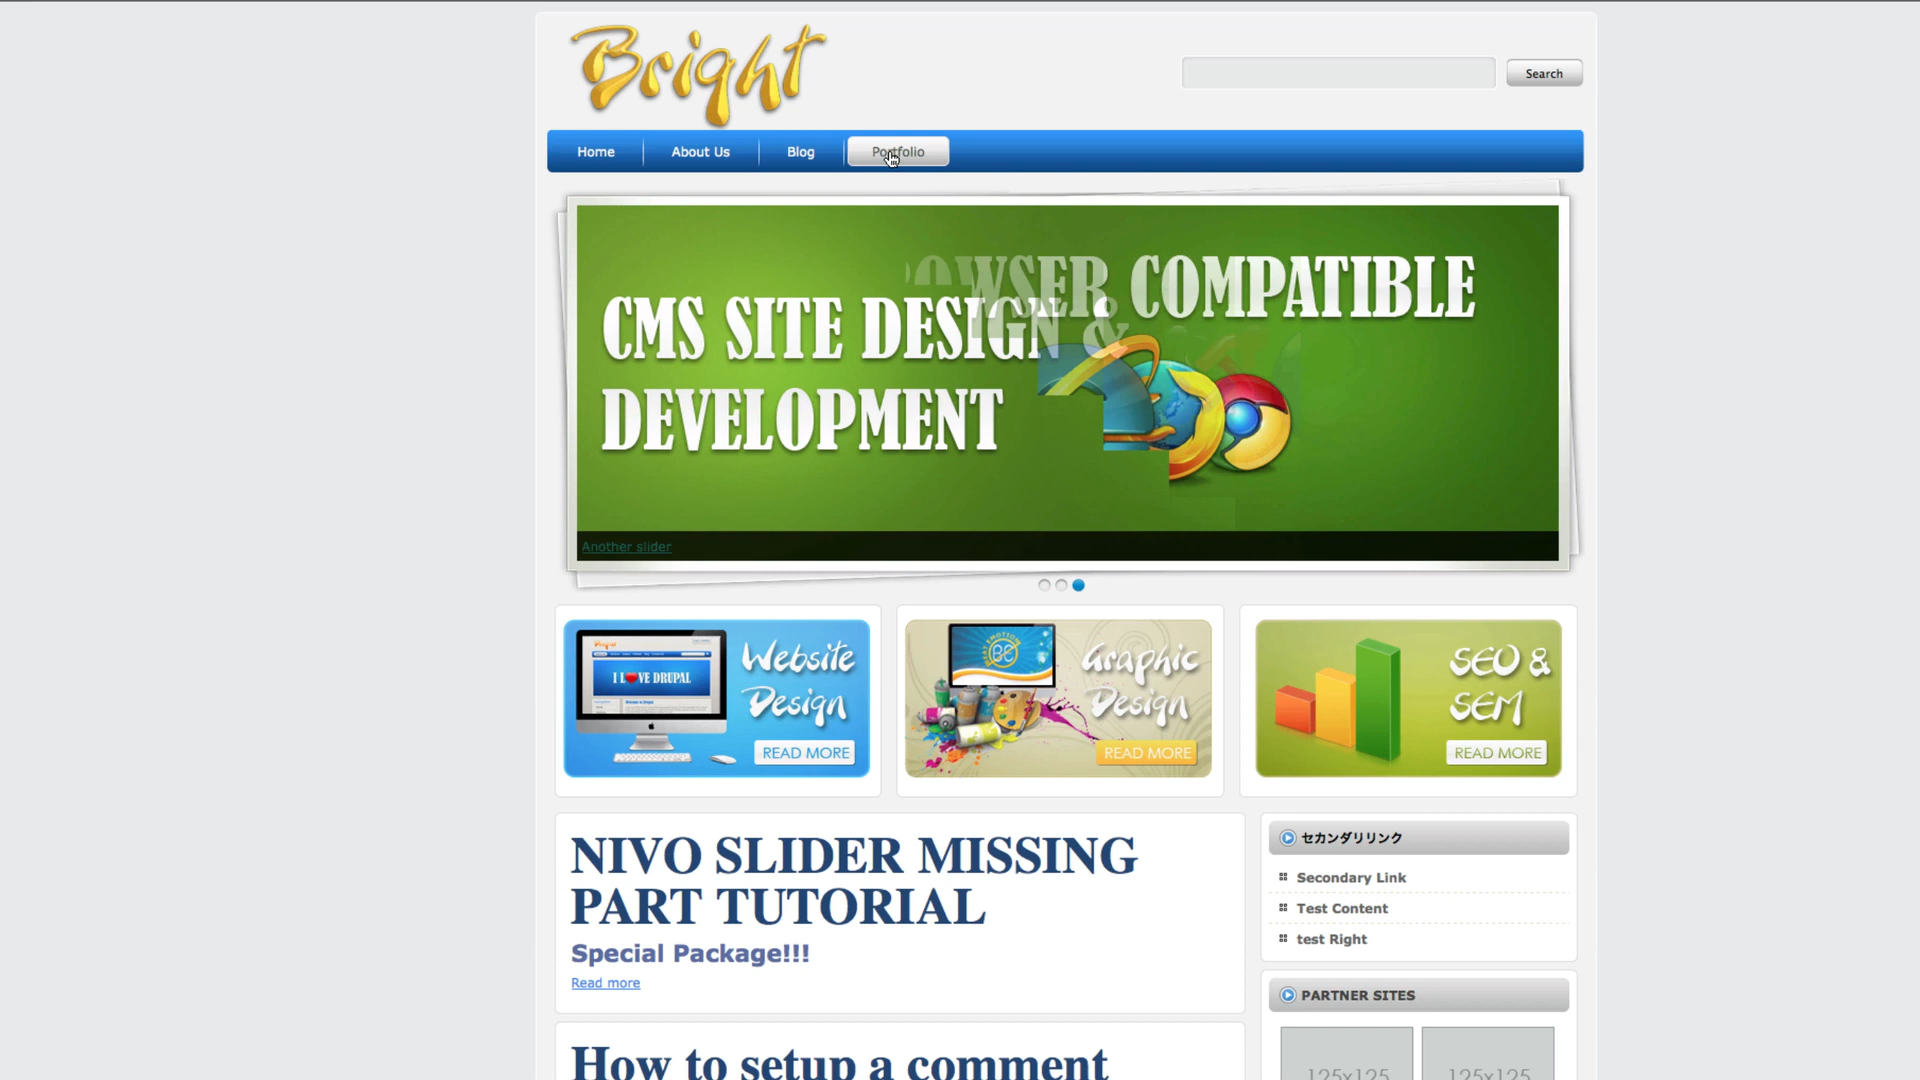 Bright
Search
Home
About Us
Blog
Portfolio
OWSER COMPATIBLE
CMS SITE DESIGN &
DEVELOPMENT
Another slider
I L VE DRUPAL
Website
Design
READ MORE
Graphic
Design
READ MORE
SEO &
SEM
READ MORE
NIVO SLIDER MISSING
PART TUTORIAL
Special Package!!!
Read more
セカンダリリンク
Secondary Link
Test Content
test Right
PARTNER SITES
125x125
125x125
How to setup a comment